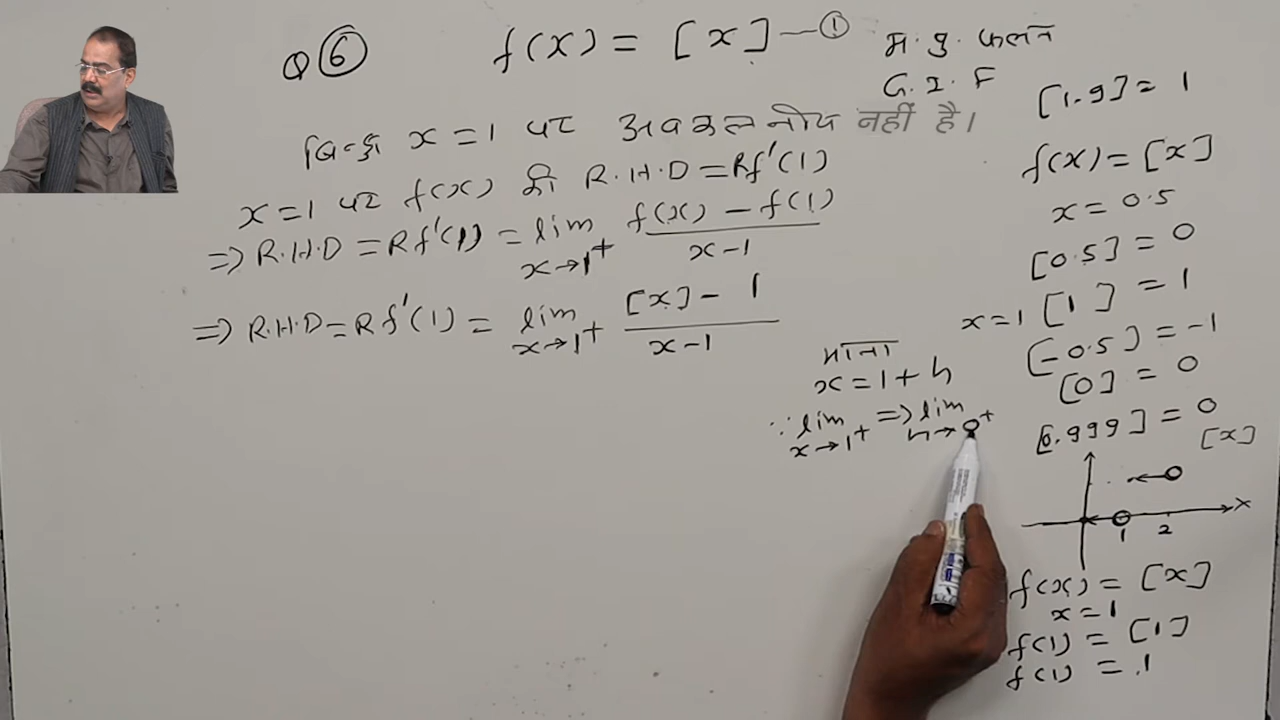 Q ⑥ f(x) = [x] — ①
म. पु. फलन
G. I. F
बिन्दु x = 1 पर अवकलनीय नहीं है।
x = 1 पर f(x) की R.H.D = Rf'(1)
⇒ R.H.D = Rf'(1) = lim x→1⁺ f(x) - f(1) / x-1
⇒ R.H.D = Rf'(1) = lim x→1⁺ [x] - 1 / x-1
माना
x = 1 + h
∵ lim x→1⁺ ⇒ lim h→0⁺
[1.9] = 1
f(x) = [x]
x = 0.5
[0.5] = 0
x = 1 [1] = 1
[-0.5] = -1
[0] = 0
[0.999] = 0
[x]
x
1 2
f(x) = [x]
x = 1
f(1) = [1]
f(1) = 1